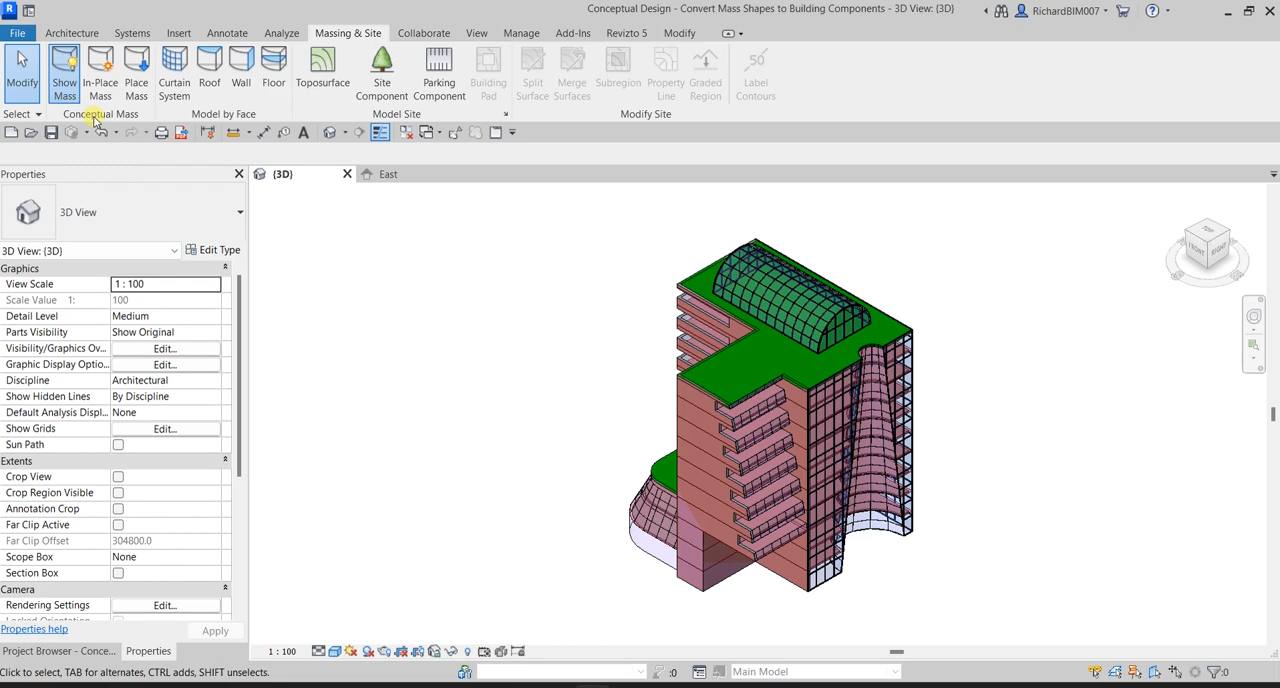 Conceptual Design - Convert Mass Shapes to Building Components - 3D View: {3D}
RichardBIM007
File Architecture Systems Insert Annotate Analyze Massing & Site Collaborate View Manage Add-Ins Revizto 5 Modify
Modify
Show Mass
In-Place Mass
Place Mass
Curtain System
Roof
Wall
Floor
Toposurface
Site Component
Parking Component
Building Pad
Split Surface
Merge Surfaces
Subregion
Property Line
Graded Region
50
Label Contours
Select Conceptual Mass Model by Face Model Site Modify Site
Properties
{3D}
East
3D View
3D View: {3D}
Edit Type
Graphics
View Scale 1 : 100
Scale Value 1: 100
Detail Level Medium
Parts Visibility Show Original
Visibility/Graphics Ov... Edit...
Graphic Display Optio... Edit...
Discipline Architectural
Show Hidden Lines By Discipline
Default Analysis Displ... None
Show Grids Edit...
Sun Path
Extents
Crop View
Crop Region Visible
Annotation Crop
Far Clip Active
Far Clip Offset 304800.0
Scope Box None
Section Box
Camera
Rendering Settings Edit...
Properties help
Apply
Project Browser - Conce... Properties
1 : 100
Click to select, TAB for alternates, CTRL adds, SHIFT unselects.
:0
Main Model
:0
TOP
FRONT
RIGHT